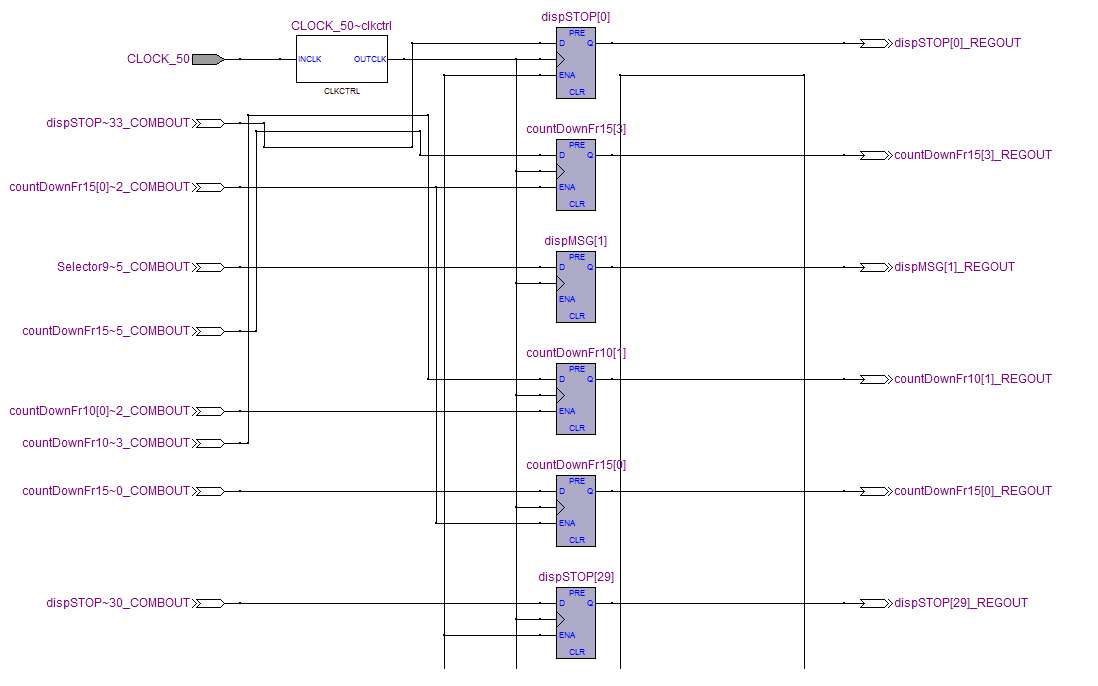 dispSTOP[0]
CLOCK_50~clkctrl
PRE
D Q dispSTOP[0]_REGOUT
CLOCK_50 INCLK OUTCLK
ENA
CLKCTRL CLR
dispSTOP~33_COMBOUT countDownFr15[3]
PRE
D Q countDownFr15[3]_REGOUT
countDownFr15[0]~2_COMBOUT ENA
CLR
dispMSG[1]
PRE
Selector9~5_COMBOUT D Q dispMSG[1]_REGOUT
ENA
CLR
countDownFr15~5_COMBOUT
countDownFr10[1]
PRE
D Q countDownFr10[1]_REGOUT
countDownFr10[0]~2_COMBOUT ENA
CLR
countDownFr10~3_COMBOUT
countDownFr15[0]
PRE
countDownFr15~0_COMBOUT D Q countDownFr15[0]_REGOUT
ENA
CLR
dispSTOP[29]
PRE
dispSTOP~30_COMBOUT D Q dispSTOP[29]_REGOUT
ENA
CLR